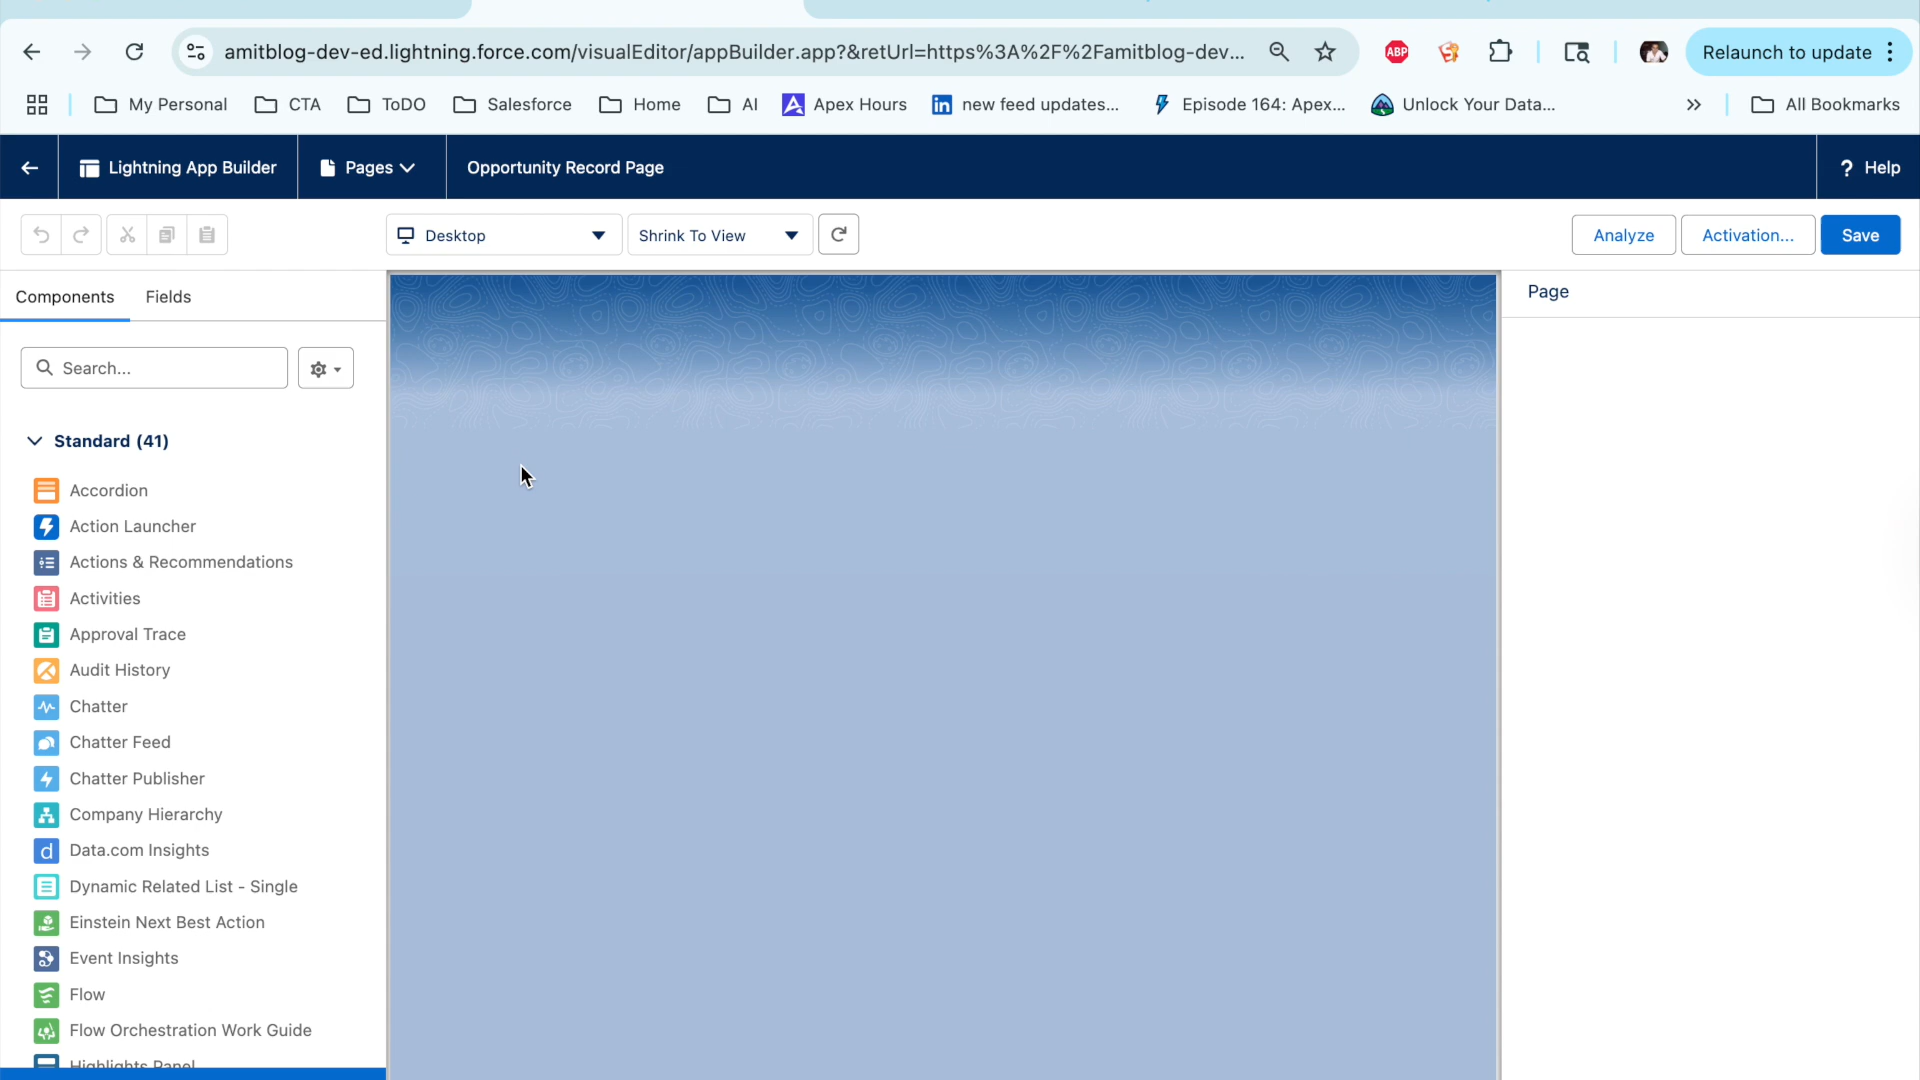 amitblog-dev-ed.lightning.force.com/visualEditor/appBuilder.app?&retUrl=https%3A%2F%2Famitblog-dev...
ABP
Relaunch to update
My Personal
CTA
ToDO
Salesforce
Home
AI
Apex Hours
new feed updates...
Episode 164: Apex...
Unlock Your Data...
All Bookmarks
Lightning App Builder
Pages
Opportunity Record Page
? Help
Desktop
Shrink To View
Analyze
Activation...
Save
Components
Fields
Page
Search...
Standard (41)
Accordion
Action Launcher
Actions & Recommendations
Activities
Approval Trace
Audit History
Chatter
Chatter Feed
Chatter Publisher
Company Hierarchy
Data.com Insights
Dynamic Related List - Single
Einstein Next Best Action
Event Insights
Flow
Flow Orchestration Work Guide
Highlights Panel